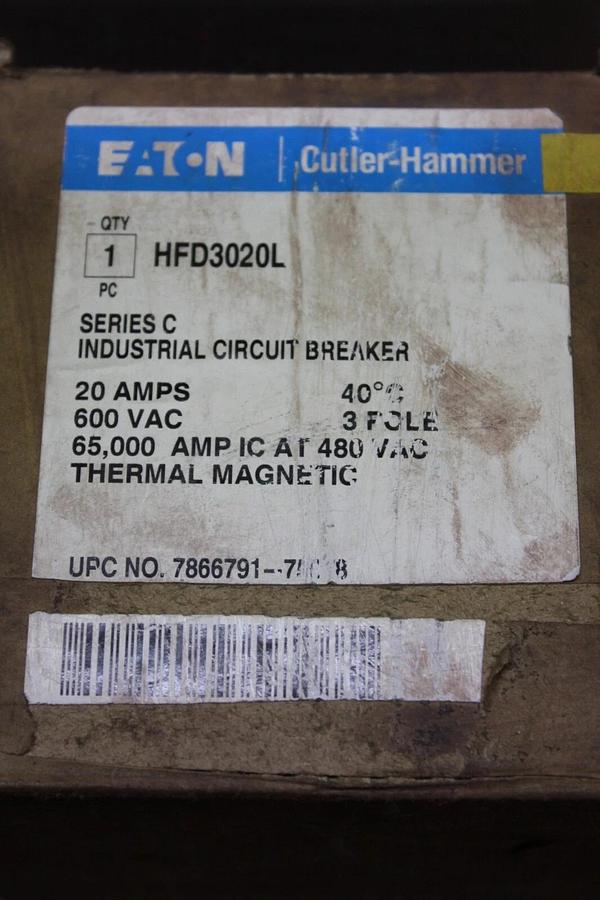 EATON | Cutler-Hammer
QTY
1 HFD3020L
PC
SERIES C
INDUSTRIAL CIRCUIT BREAKER
20 AMPS 40°C
600 VAC 3 POLE
65,000 AMP IC AT 480 VAC
THERMAL MAGNETIC
UPC NO. 7866791-